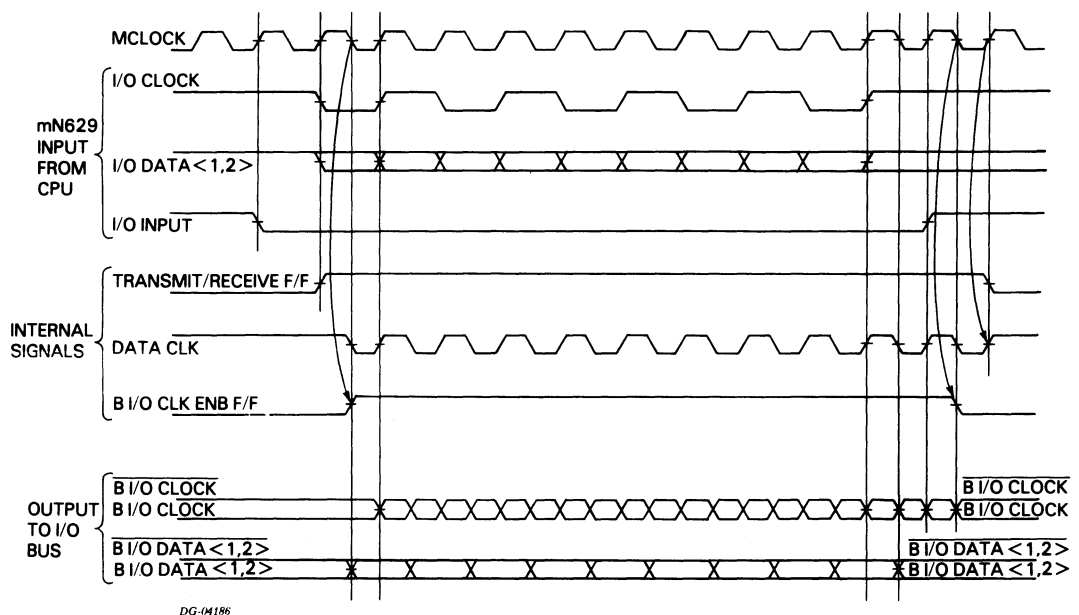 MCLOCK
I/O CLOCK
mN629
INPUT
FROM
CPU
I/O DATA<1,2>
I/O INPUT
TRANSMIT/RECEIVE F/F
INTERNAL
SIGNALS
DATA CLK
B I/O CLK ENB F/F
B I/O CLOCK
B I/O CLOCK
B I/O CLOCK
B I/O CLOCK
OUTPUT
TO I/O
BUS
B I/O DATA<1,2>
B I/O DATA <1,2>
B I/O DATA<1,2>
B I/O DATA <1,2>
DG-04186